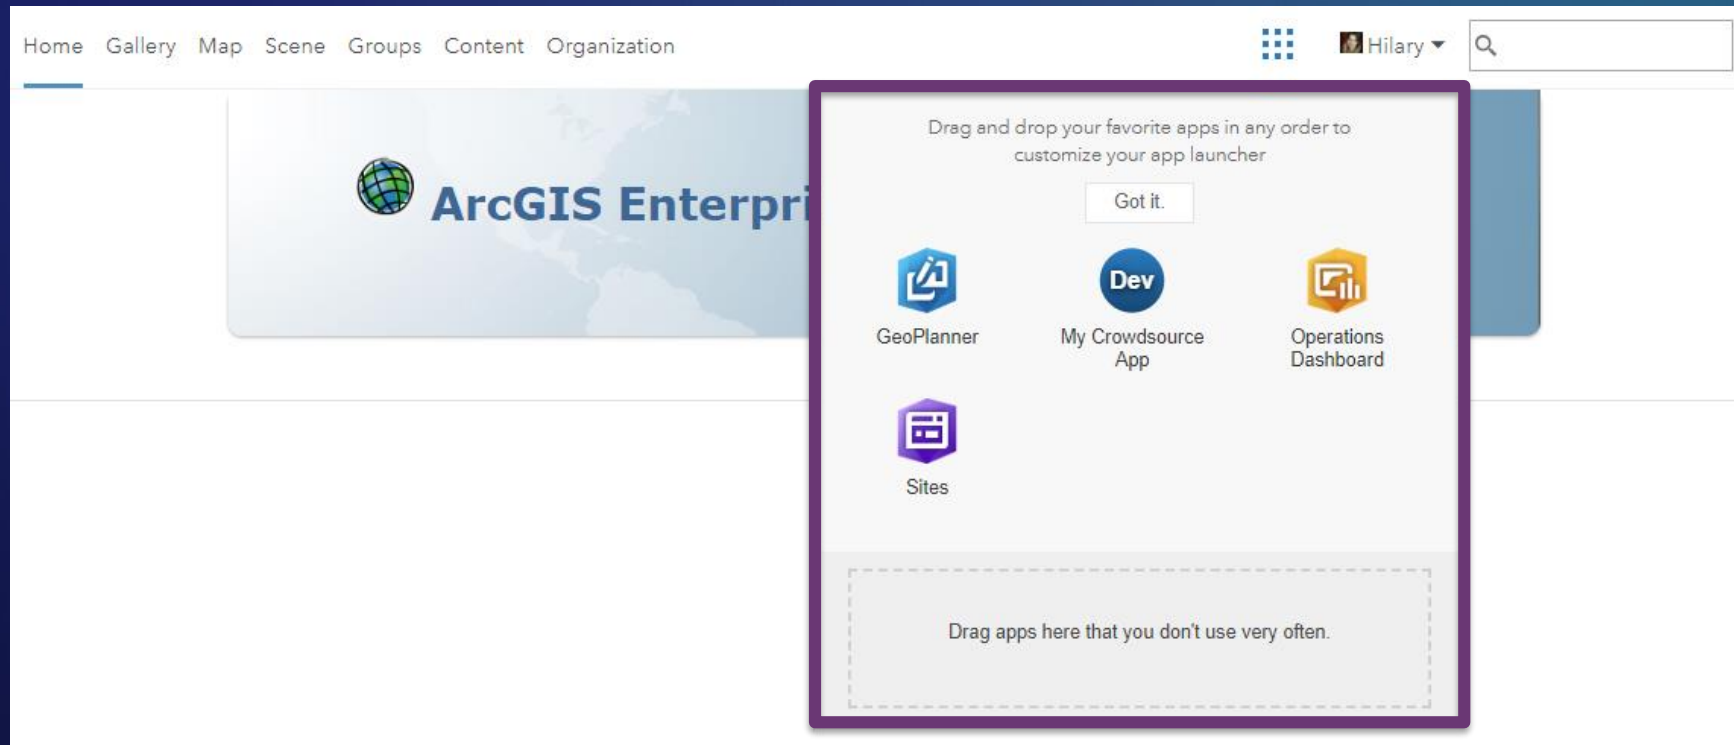 Home Gallery Map Scene Groups Content Organization Hilary
Drag and drop your favorite apps in any order to
customize your app launcher
ArcGIS Enterpri
Got it.
Dev
GeoPlanner
My Crowdsource
App
Operations
Dashboard
Sites
Drag apps here that you don't use very often.